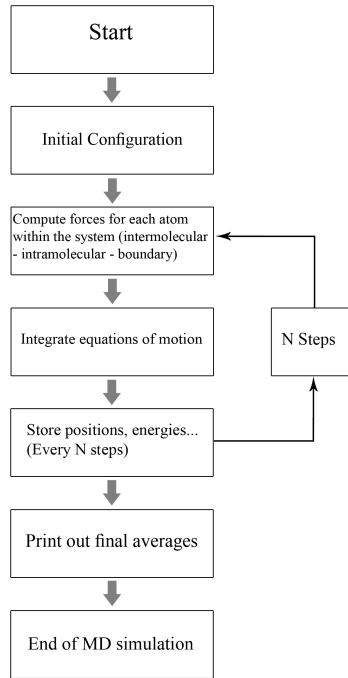 Start
Initial Configuration
Compute forces for each atom
within the system (intermolecular
- intramolecular - boundary)
Integrate equations of motion
N Steps
Store positions, energies...
(Every N steps)
Print out final averages
End of MD simulation